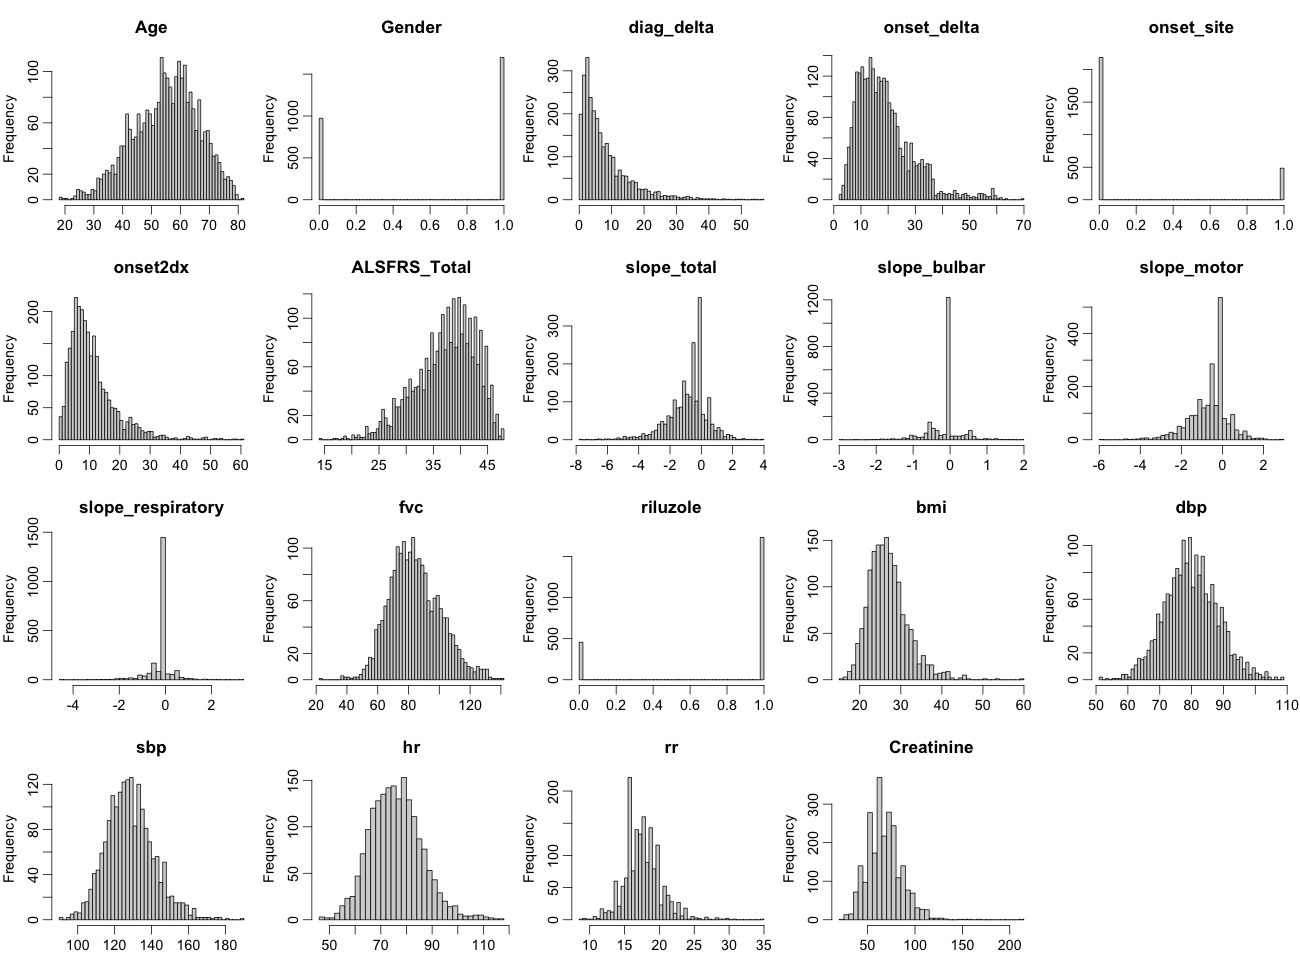 Age
Frequency
0 20 60 100
20 30 40 50 60 70 80
Gender
Frequency
0 500 1000
0.0 0.2 0.4 0.6 0.8 1.0
diag_delta
Frequency
0 50 100 200 300
0 10 20 30 40 50
onset_delta
Frequency
0 40 80 120
0 10 20 30 40 50 60 70
onset_site
Frequency
0 500 1500
0.0 0.2 0.4 0.6 0.8 1.0
onset2dx
Frequency
0 50 100 200
0 10 20 30 40 50 60
ALSFRS_Total
Frequency
0 20 60 100
15 25 35 45
slope_total
Frequency
0 100 200 300
-8 -6 -4 -2 0 2 4
slope_bulbar
Frequency
0 400 800 1200
-3 -2 -1 0 1 2
slope_motor
Frequency
0 200 400
-6 -4 -2 0 2
slope_respiratory
Frequency
0 500 1000 1500
-4 -2 0 2
fvc
Frequency
0 20 60 100
20 40 60 80 100 120
riluzole
Frequency
0 500 1000
0.0 0.2 0.4 0.6 0.8 1.0
bmi
Frequency
0 50 100 150
20 30 40 50 60
dbp
Frequency
0 20 60 100
50 60 70 80 90 110
sbp
Frequency
0 40 80 120
100 120 140 160 180
hr
Frequency
0 50 100 150
50 70 90 110
rr
Frequency
0 50 100 200
10 15 20 25 30 35
Creatinine
Frequency
0 100 200 300
50 100 150 200